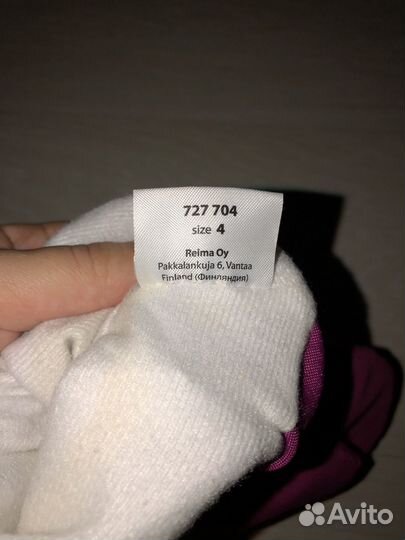 727 704
size 4
Reima Oy
Pakkalankuja 6, Vantaa
Finland (Финляндия)
Avito